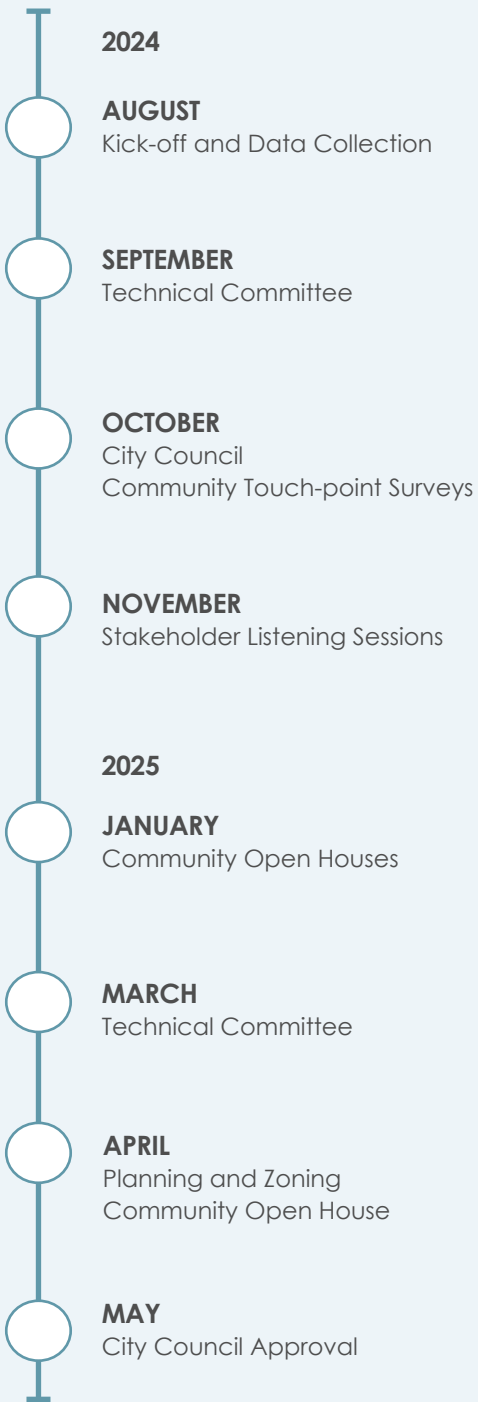 2024
AUGUST
Kick-off and Data Collection
SEPTEMBER
Technical Committee
OCTOBER
City Council
Community Touch-point Surveys
NOVEMBER
Stakeholder Listening Sessions
2025
JANUARY
Community Open Houses
MARCH
Technical Committee
APRIL
Planning and Zoning
Community Open House
MAY
City Council Approval